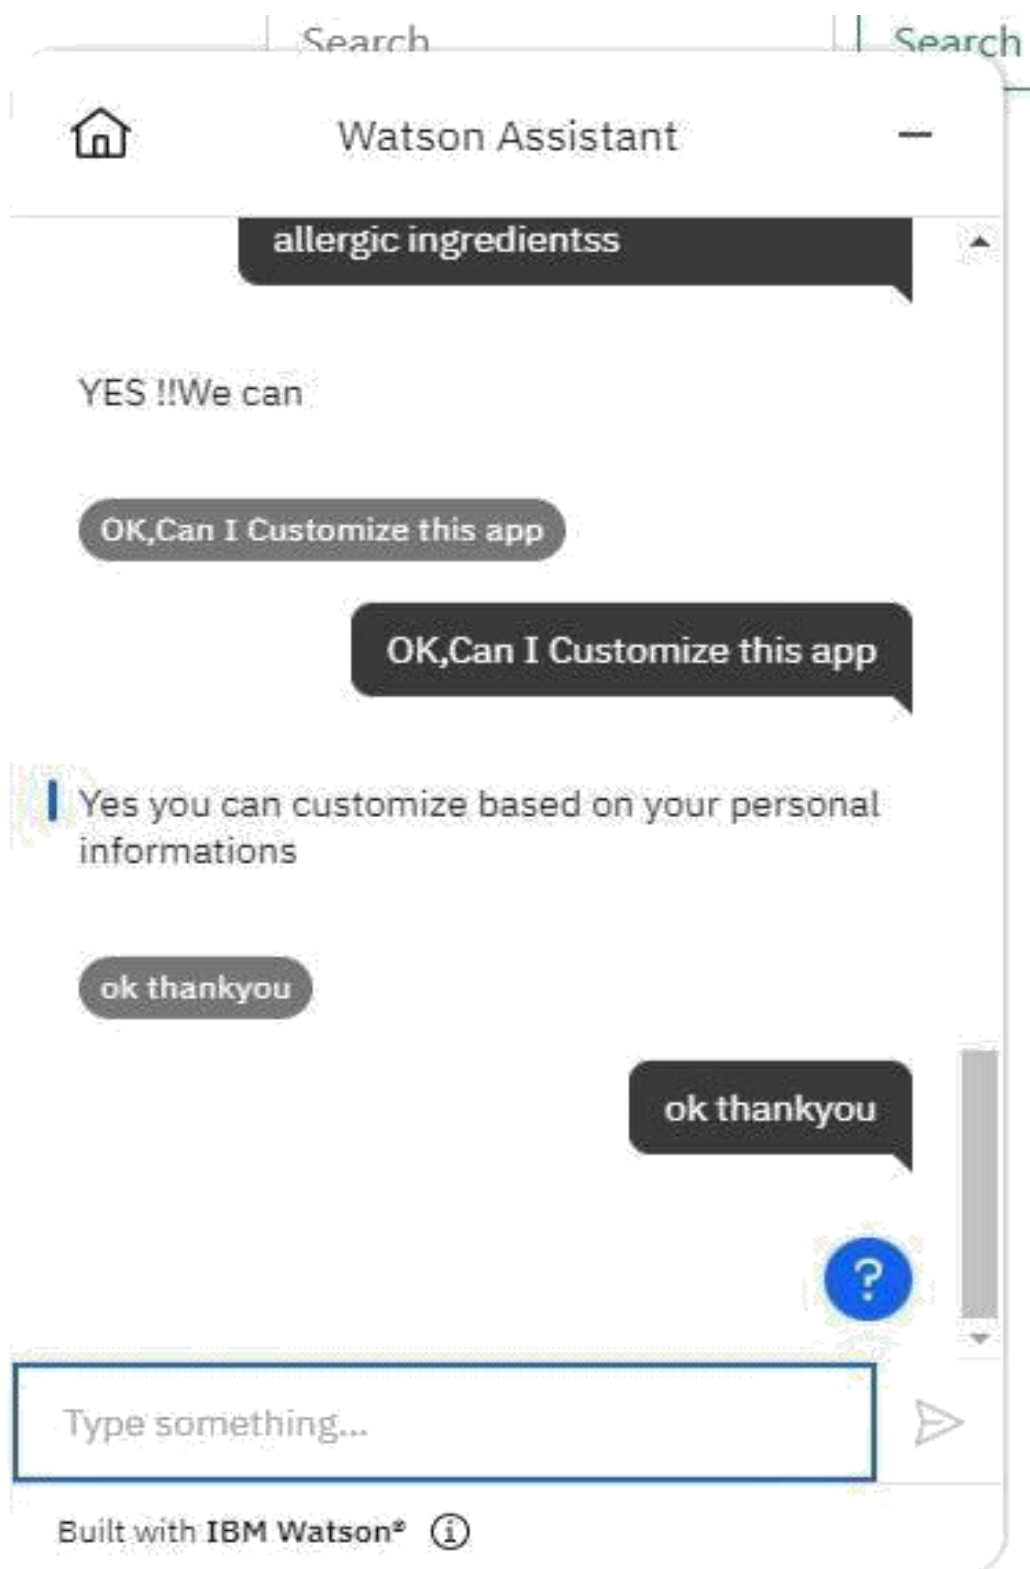 Search
Search
Watson Assistant
allergic ingredientss
YES !!We can
OK,Can I Customize this app
OK,Can I Customize this app
Yes you can customize based on your personal
informations
ok thankyou
ok thankyou
?
Type something...
Built with IBM Watson®